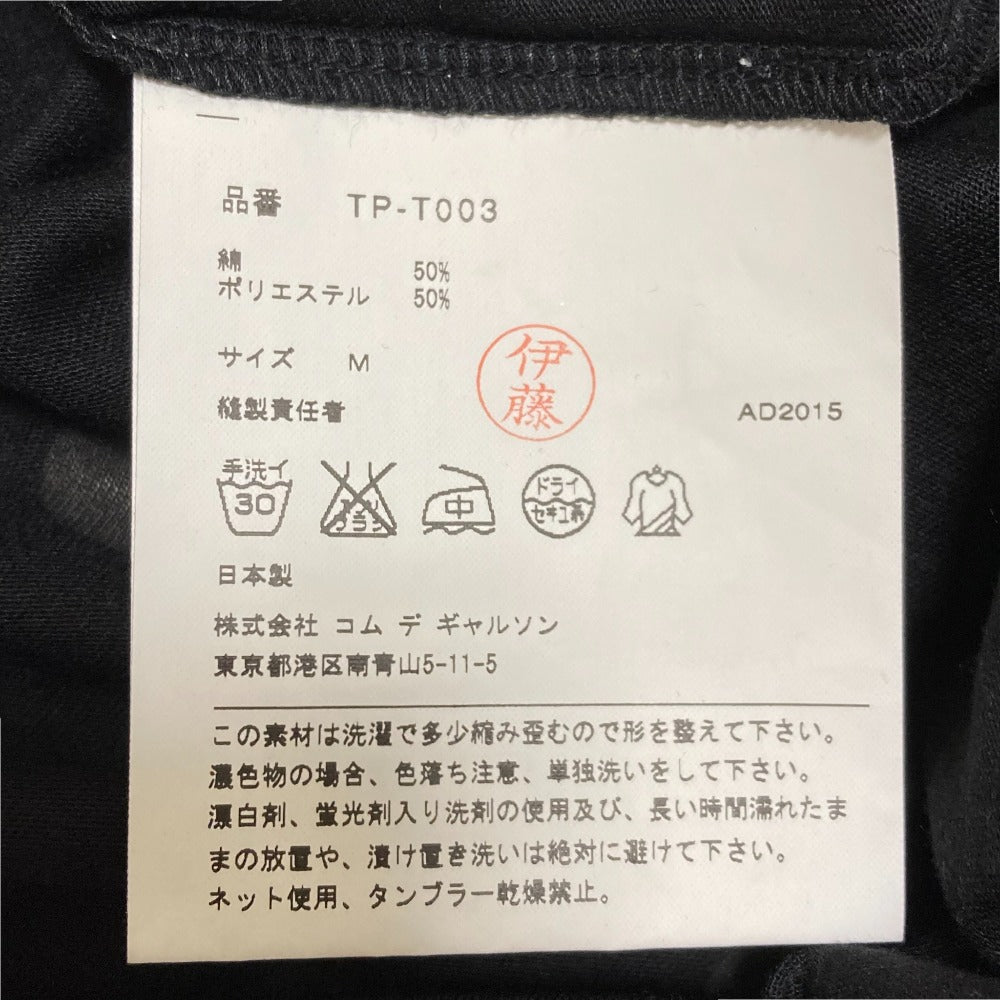 品番 TP-T003
綿 50%
ポリエステル 50%
サイズ M
伊藤
縫製責任者 AD2015
手洗イ
30
エンソ
フラン
中
ドライ
セキユ系
日本製
株式会社 コム デ ギャルソン
東京都港区南青山5-11-5
この素材は洗濯で多少縮み歪むので形を整えて下さい。
濃色物の場合、色落ち注意、単独洗いをして下さい。
漂白剤、蛍光剤入り洗剤の使用及び、長い時間濡れたま
まの放置や、漬け置き洗いは絶対に避けて下さい。
ネット使用、タンブラー乾燥禁止。